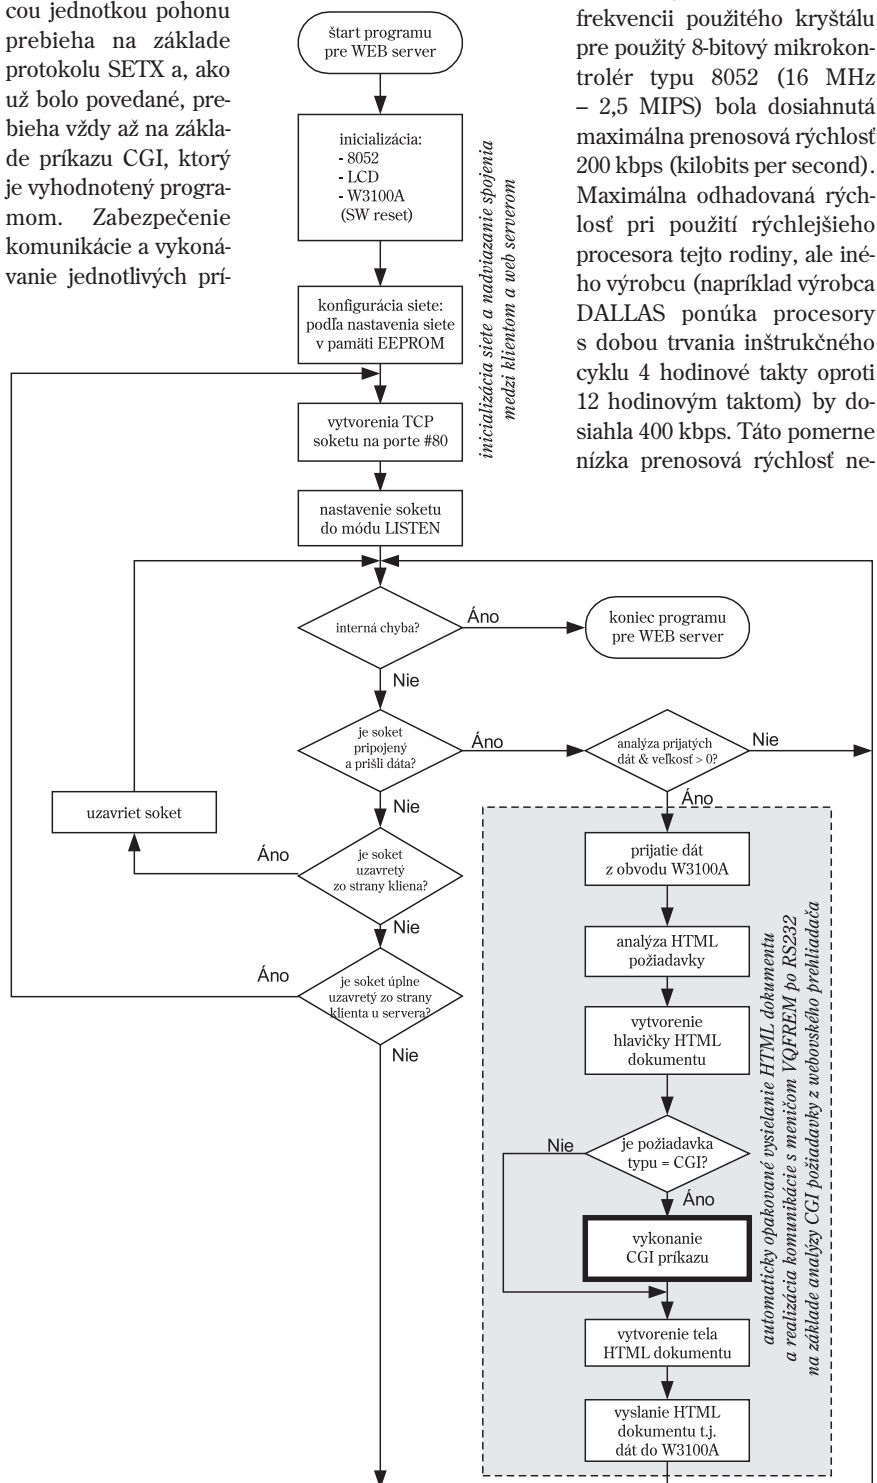 cou jednotkou pohonu
prebieha na základe
protokolu SETX a, ako
už bolo povedané, pre-
bieha vždy až na zákla-
de príkazu CGI, ktorý
je vyhodnotený progra-
mom. Zabezpečenie
komunikácie a vykoná-
vanie jednotlivých prí-
frekvencii použitého kryštálu
pre použitý 8-bitový mikrokon-
trolér typu 8052 (16 MHz
– 2,5 MIPS) bola dosiahnutá
maximálna prenosová rýchlosť
200 kbps (kilobits per second).
Maximálna odhadovaná rých-
losť pri použití rýchlejšieho
procesora tejto rodiny, ale iné-
ho výrobcu (napríklad výrobca
DALLAS ponúka procesory
s dobou trvania inštrukčného
cyklu 4 hodinové takty oproti
12 hodinovým taktom) by do-
siahla 400 kbps. Táto pomerne
nízka prenosová rýchlosť ne-
štart programu
pre WEB server
inicializácia:
- 8052
- LCD
- W3100A
(SW reset)
konfigurácia siete:
podľa nastavenia siete
v pamäti EEPROM
vytvorenia TCP
soketu na porte #80
nastavenie soketu
do módu LISTEN
inicializácia siete a nadviazanie spojenia
medzi klientom a web serverom
interná chyba?
Áno
koniec programu
pre WEB server
Nie
je soket
pripojený
a prišli dáta?
Áno
analýza prijatých
dát & veľkosť > 0?
Nie
Nie
Áno
uzavriet soket
Áno
je soket
uzavretý
zo strany kliena?
Nie
Áno
je soket úplne
uzavretý zo strany
klienta u servera?
Nie
prijatie dát
z obvodu W3100A
analýza HTML
požiadavky
vytvorenie
hlavičky HTML
dokumentu
Nie
je požiadavka
typu = CGI?
Áno
vykonanie
CGI príkazu
vytvorenie tela
HTML dokumentu
vyslanie HTML
dokumentu t.j.
dát do W3100A
automaticky opakované vysielanie HTML dokumentu
a realizácia komunikácie s meničom VQFREM po RS232
na základe analýzy CGI požiadavky z webovského prehliadača